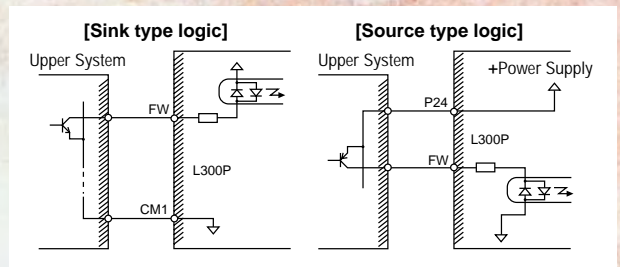 [Sink type logic]
Upper System
FW
L300P
CM1
[Source type logic]
Upper System
+Power Supply
P24
L300P
FW